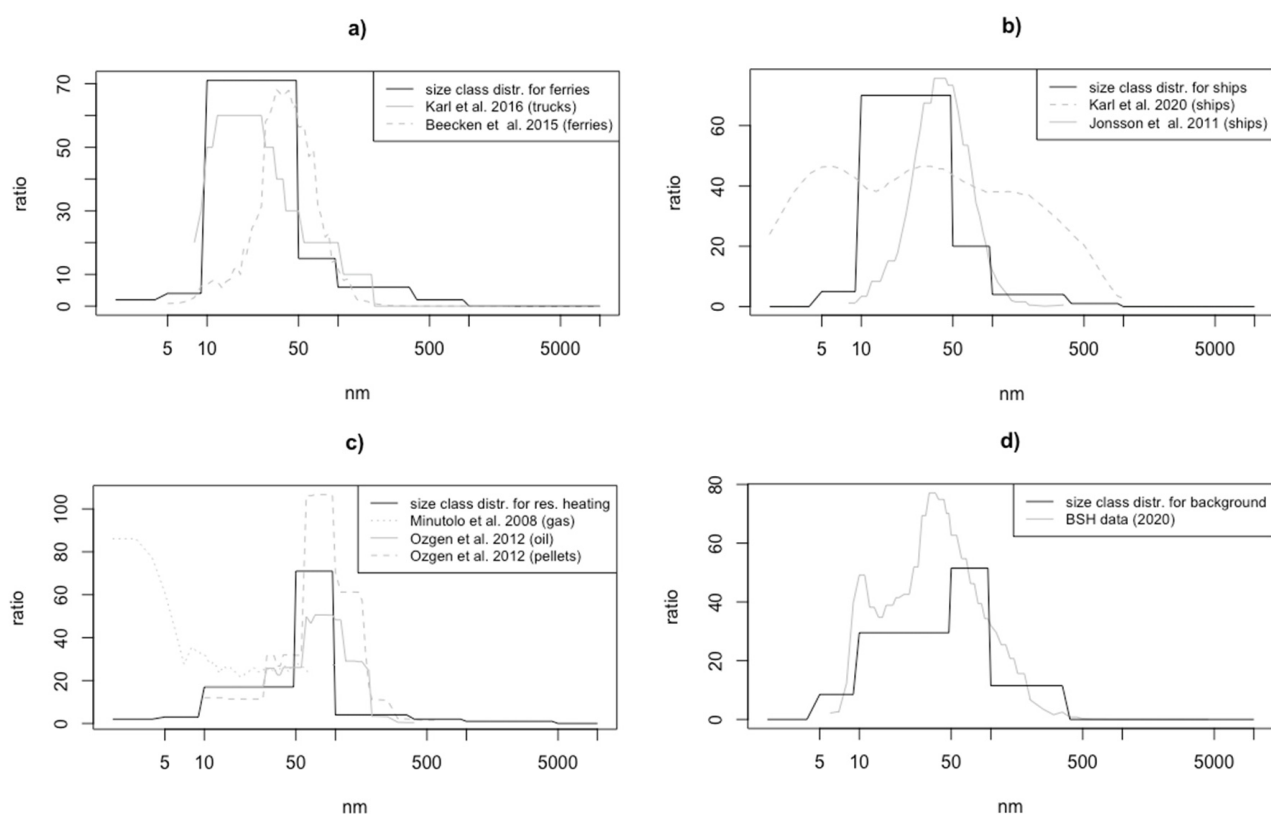 a)
ratio
0 10 30 50 70
size class distr. for ferries
Karl et al. 2016 (trucks)
Beecken et al. 2015 (ferries)
5 10 50 500 5000
nm
b)
ratio
0 20 40 60
size class distr. for ships
Karl et al. 2020 (ships)
Jonsson et al. 2011 (ships)
5 10 50 500 5000
nm
c)
ratio
0 20 40 60 80 100
size class distr. for res. heating
Minutolo et al. 2008 (gas)
Ozgen et al. 2012 (oil)
Ozgen et al. 2012 (pellets)
5 10 50 500 5000
nm
d)
ratio
0 20 40 60 80
size class distr. for background
BSH data (2020)
5 10 50 500 5000
nm